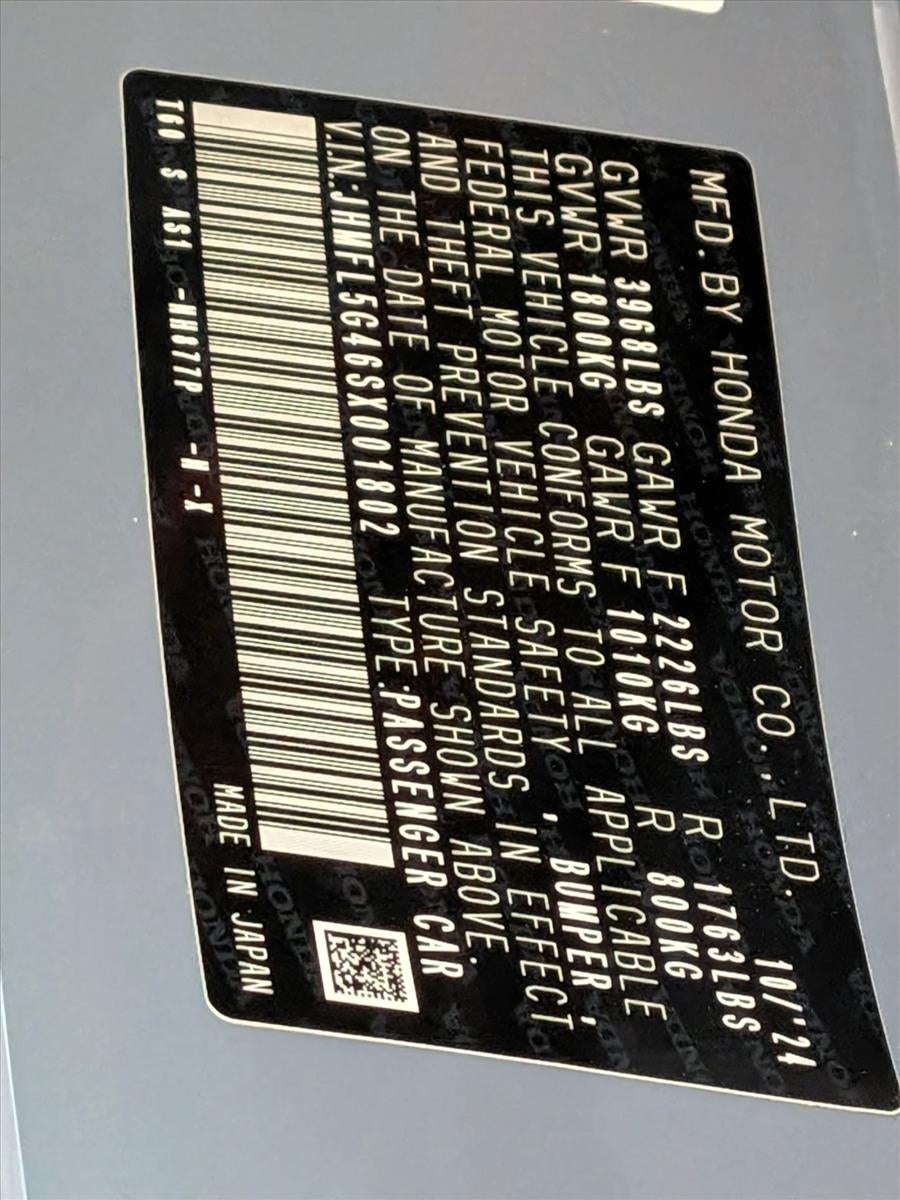 MFD. BY HONDA MOTOR CO., LTD. 10/'24
GVWR 3968LBS GAWR F 2226LBS R 1763LBS
GVWR 1800KG GAWR F 1010KG R 800KG
THIS VEHICLE CONFORMS TO ALL APPLICABLE
FEDERAL MOTOR VEHICLE SAFETY, BUMPER,
AND THEFT PREVENTION STANDARDS IN EFFECT
ON THE DATE OF MANUFACTURE SHOWN ABOVE.
V.I.N.:JHMFL5G46SX001802 TYPE:PASSENGER CAR
T60 S AS1 -NH877P -N -X MADE IN JAPAN